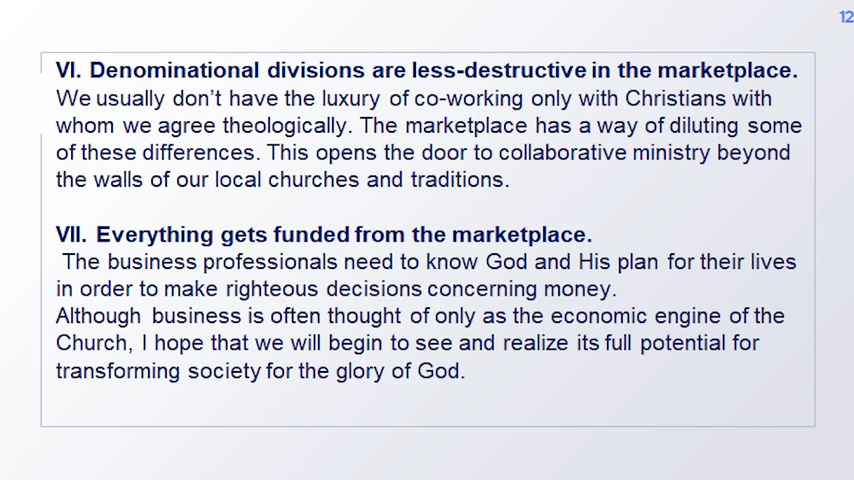 12
VI. Denominational divisions are less-destructive in the marketplace.
We usually don't have the luxury of co-working only with Christians with
whom we agree theologically. The marketplace has a way of diluting some
of these differences. This opens the door to collaborative ministry beyond
the walls of our local churches and traditions.
VII. Everything gets funded from the marketplace.
The business professionals need to know God and His plan for their lives
in order to make righteous decisions concerning money.
Although business is often thought of only as the economic engine of the
Church, I hope that we will begin to see and realize its full potential for
transforming society for the glory of God.